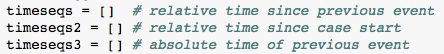 timeseqs = []  # relative time since previous event
timeseqs2 = [] # relative time since case start
timeseqs3 = [] # absolute time of previous event